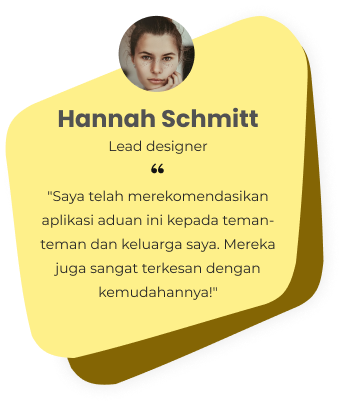 Hannah Schmitt
Lead designer
“
"Saya telah merekomendasikan
aplikasi aduan ini kepada teman-
teman dan keluarga saya. Mereka
juga sangat terkesan dengan
kemudahannya!"